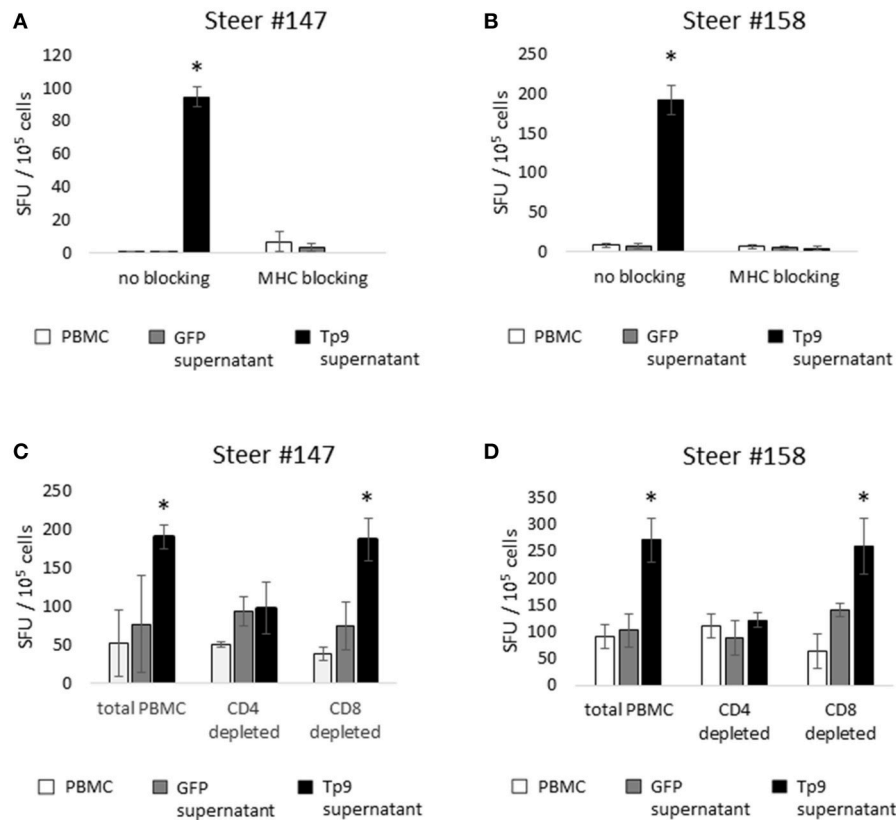 A
Steer #147
SFU / 10⁵ cells
120
100
80
60
40
20
0
*
no blocking
MHC blocking
PBMC
GFP supernatant
Tp9 supernatant
B
Steer #158
SFU / 10⁵ cells
250
200
150
100
50
0
*
no blocking
MHC blocking
PBMC
GFP supernatant
Tp9 supernatant
C
Steer #147
SFU / 10⁵ cells
250
200
150
100
50
0
*
*
total PBMC
CD4 depleted
CD8 depleted
PBMC
GFP supernatant
Tp9 supernatant
D
Steer #158
SFU / 10⁵ cells
350
300
250
200
150
100
50
0
*
*
total PBMC
CD4 depleted
CD8 depleted
PBMC
GFP supernatant
Tp9 supernatant